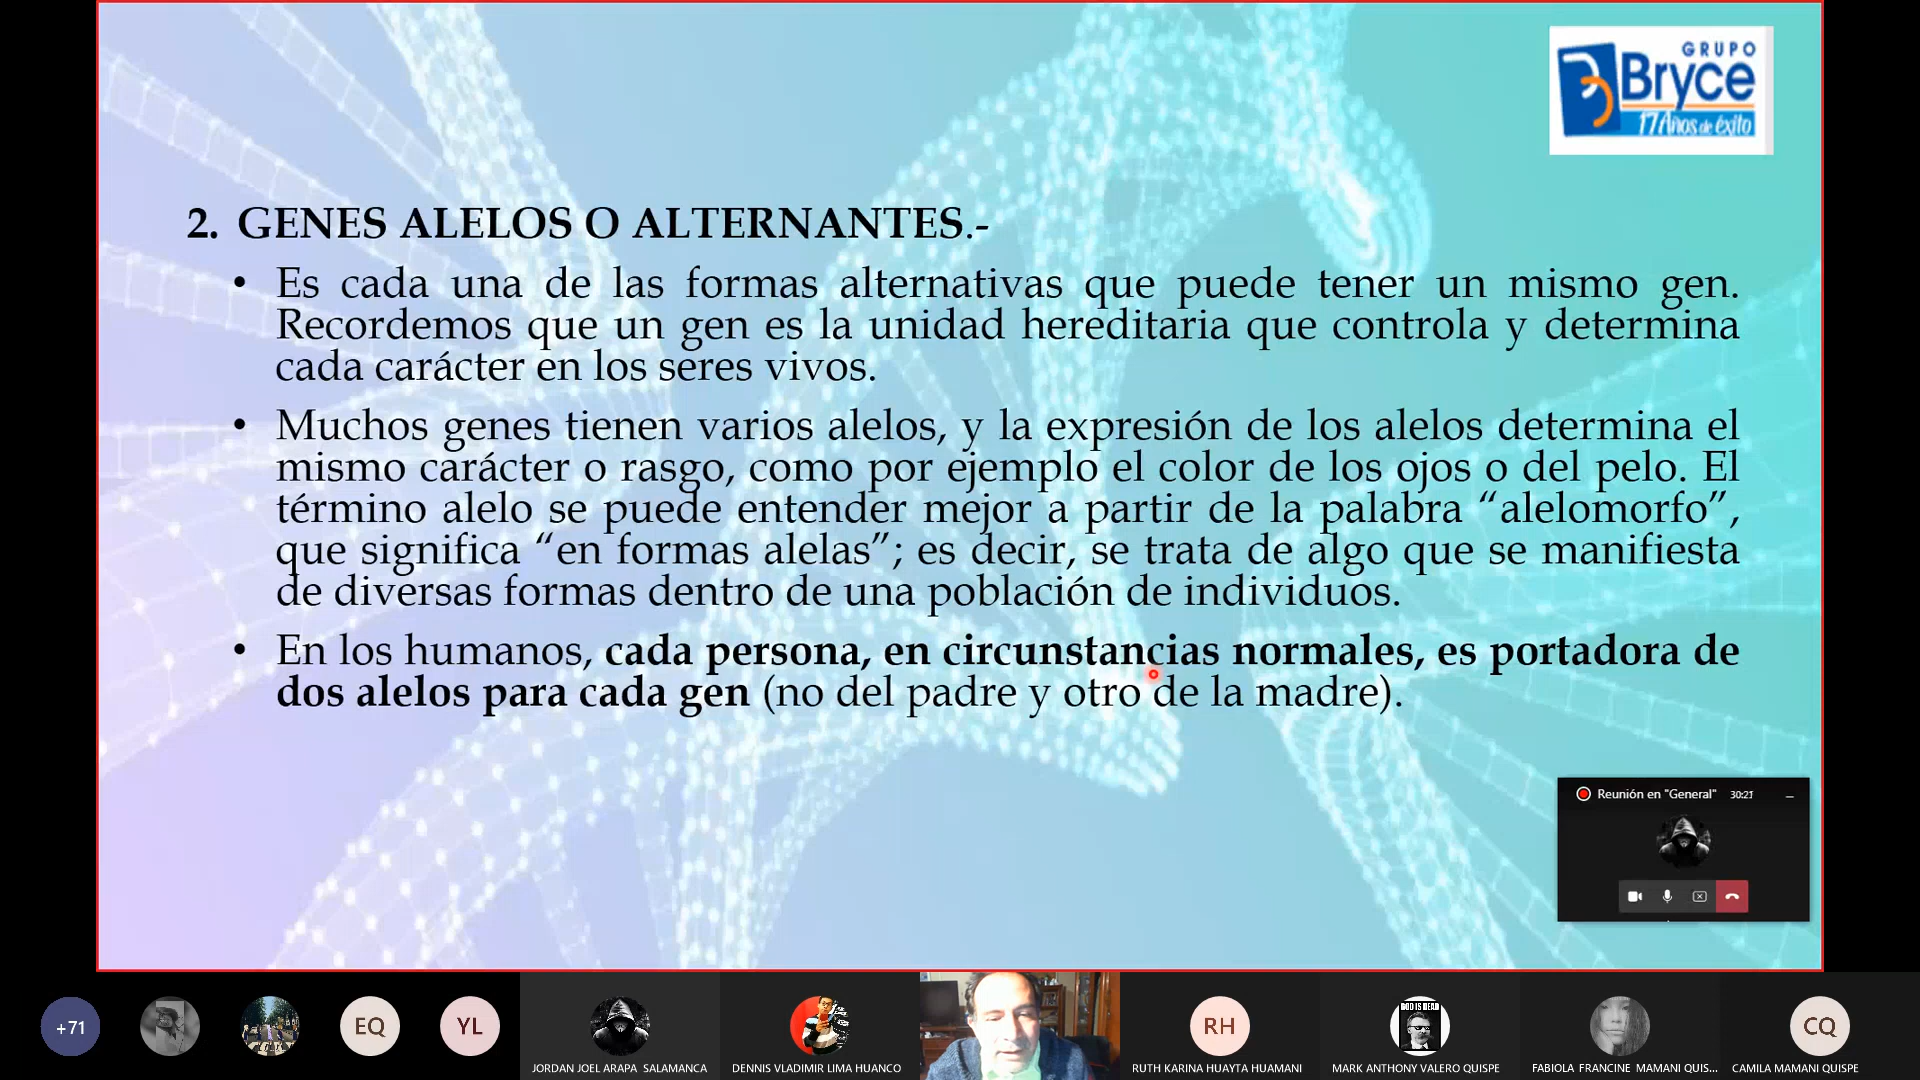 GRUPO
Bryce
17 Años de éxito
2. GENES ALELOS O ALTERNANTES.-
• Es cada una de las formas alternativas que puede tener un mismo gen.
Recordemos que un gen es la unidad hereditaria que controla y determina
cada carácter en los seres vivos.
• Muchos genes tienen varios alelos, y la expresión de los alelos determina el
mismo carácter o rasgo, como por ejemplo el color de los ojos o del pelo. El
término alelo se puede entender mejor a partir de la palabra “alelomorfo”,
que significa “en formas alelas”; es decir, se trata de algo que se manifiesta
de diversas formas dentro de una población de individuos.
• En los humanos, cada persona, en circunstancias normales, es portadora de
dos alelos para cada gen (no del padre y otro de la madre).
Reunión en "General" 30:21
+71
EQ
YL
JORDAN JOEL ARAPA SALAMANCA
DENNIS VLADIMIR LIMA HUANCO
RH
RUTH KARINA HUAYTA HUAMANI
GOD IS DEAD
MARK ANTHONY VALERO QUISPE
FABIOLA FRANCINE MAMANI QUIS...
CQ
CAMILA MAMANI QUISPE